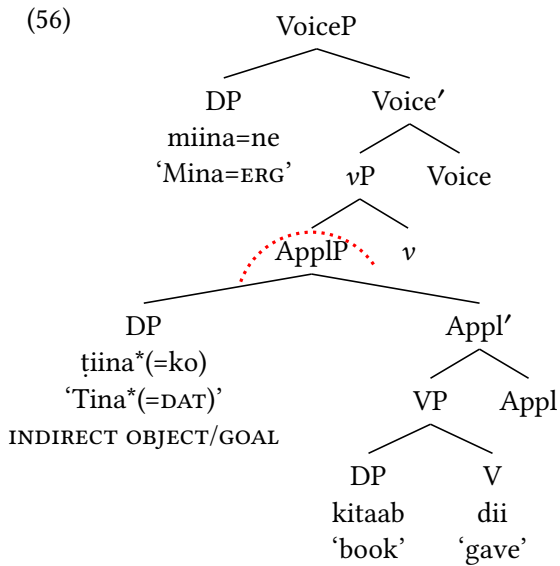 (56)
VoiceP
DP Voice′
miina=ne
‘Mina=ERG’ vP Voice
ApplP v
DP Appl′
ṭiina*(=ko)
‘Tina*(=DAT)’ VP Appl
INDIRECT OBJECT/GOAL
DP V
kitaab dii
‘book’ ‘gave’